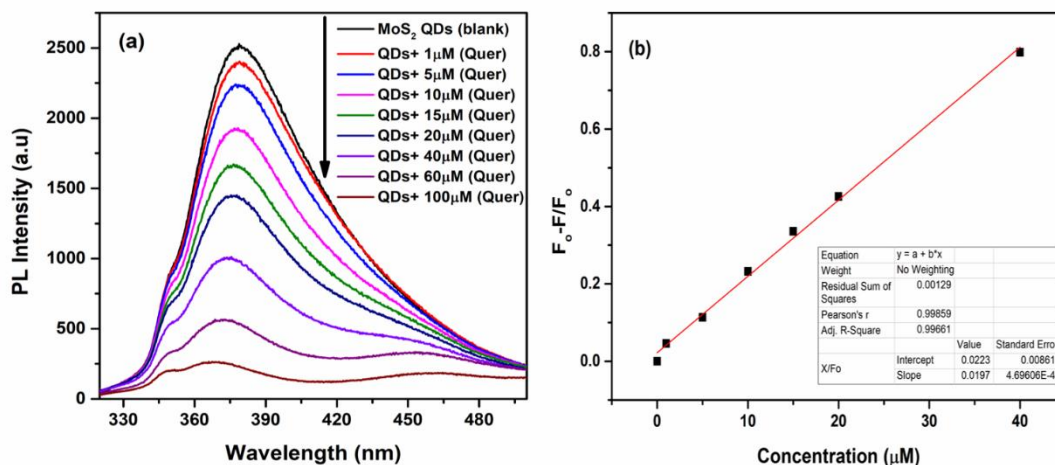 (a)
MoS₂ QDs (blank)
QDs+ 1μM (Quer)
QDs+ 5μM (Quer)
QDs+ 10μM (Quer)
QDs+ 15μM (Quer)
QDs+ 20μM (Quer)
QDs+ 40μM (Quer)
QDs+ 60μM (Quer)
QDs+ 100μM (Quer)
PL Intensity (a.u)
2500
2000
1500
1000
500
0
330 360 390 420 450 480
Wavelength (nm)
(b)
Fₒ-F/Fₒ
0.8
0.6
0.4
0.2
0.0
Equation y = a + b*x
Weight No Weighting
Residual Sum of
Squares
0.00129
Pearson's r 0.99859
Adj. R-Square 0.99661
Value Standard Erro
X/Fo
Intercept 0.0223 0.00861
Slope 0.0197 4.69606E-4
0 10 20 30 40
Concentration (μM)